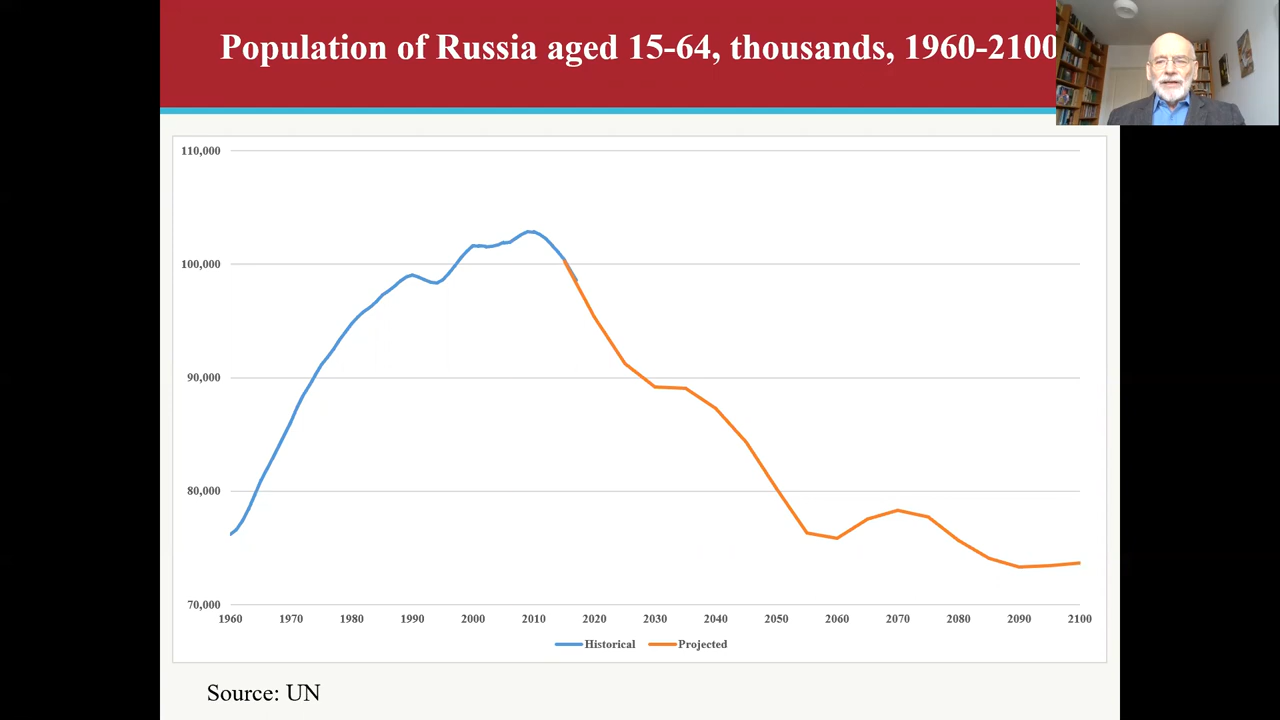 Population of Russia aged 15-64, thousands, 1960-2100
110,000
100,000
90,000
80,000
70,000
1960 1970 1980 1990 2000 2010 2020 2030 2040 2050 2060 2070 2080 2090 2100
Historical Projected
Source: UN